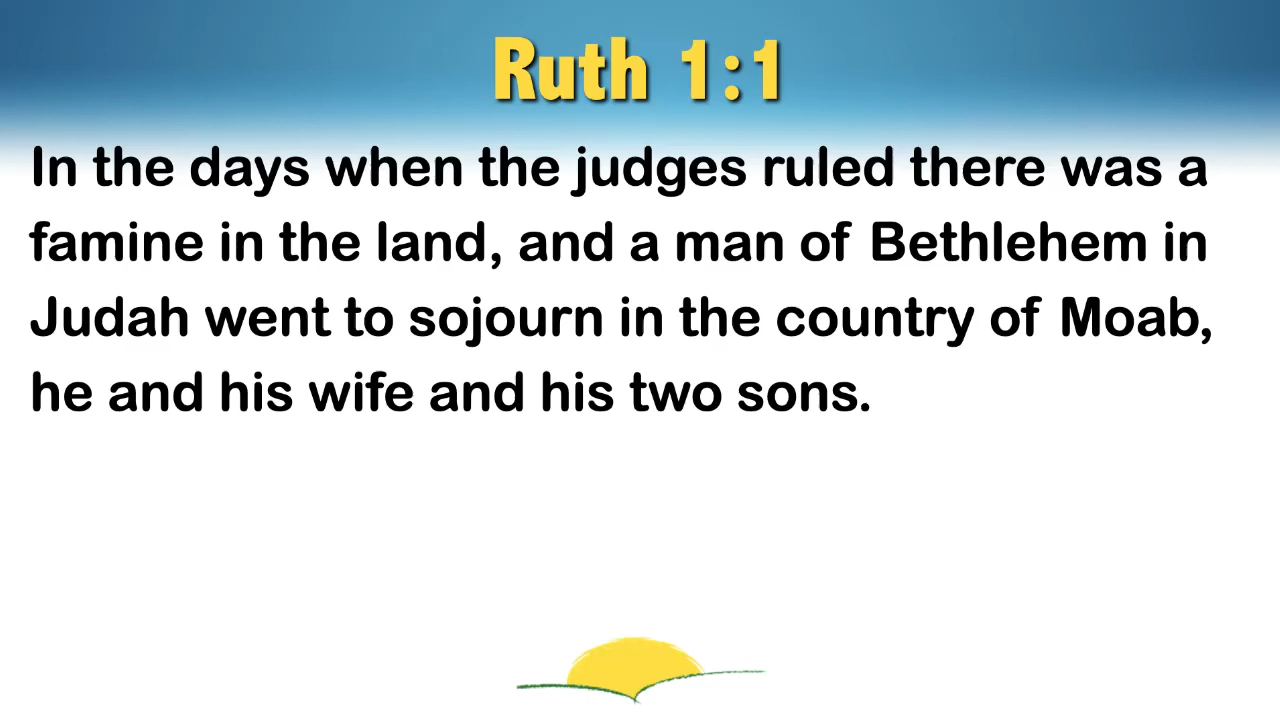 Ruth 1:1
In the days when the judges ruled there was a
famine in the land, and a man of Bethlehem in
Judah went to sojourn in the country of Moab,
he and his wife and his two sons.